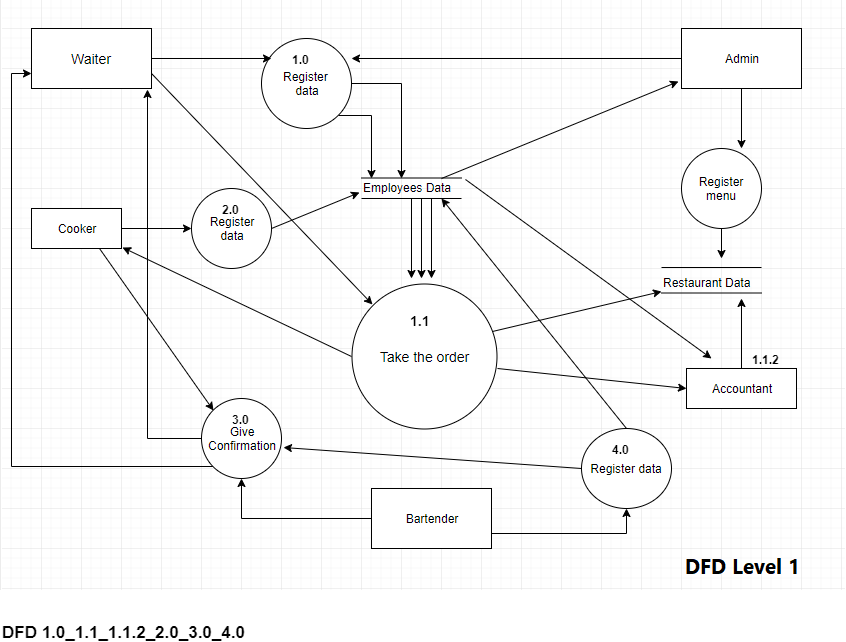 Waiter
1.0
Register
data
Admin
Register
menu
Employees Data
2.0
Register
data
Cooker
Restaurant Data
1.1
Take the order
1.1.2
Accountant
3.0
Give
Confirmation
4.0
Register data
Bartender
DFD Level 1
DFD 1.0_1.1_1.1.2_2.0_3.0_4.0